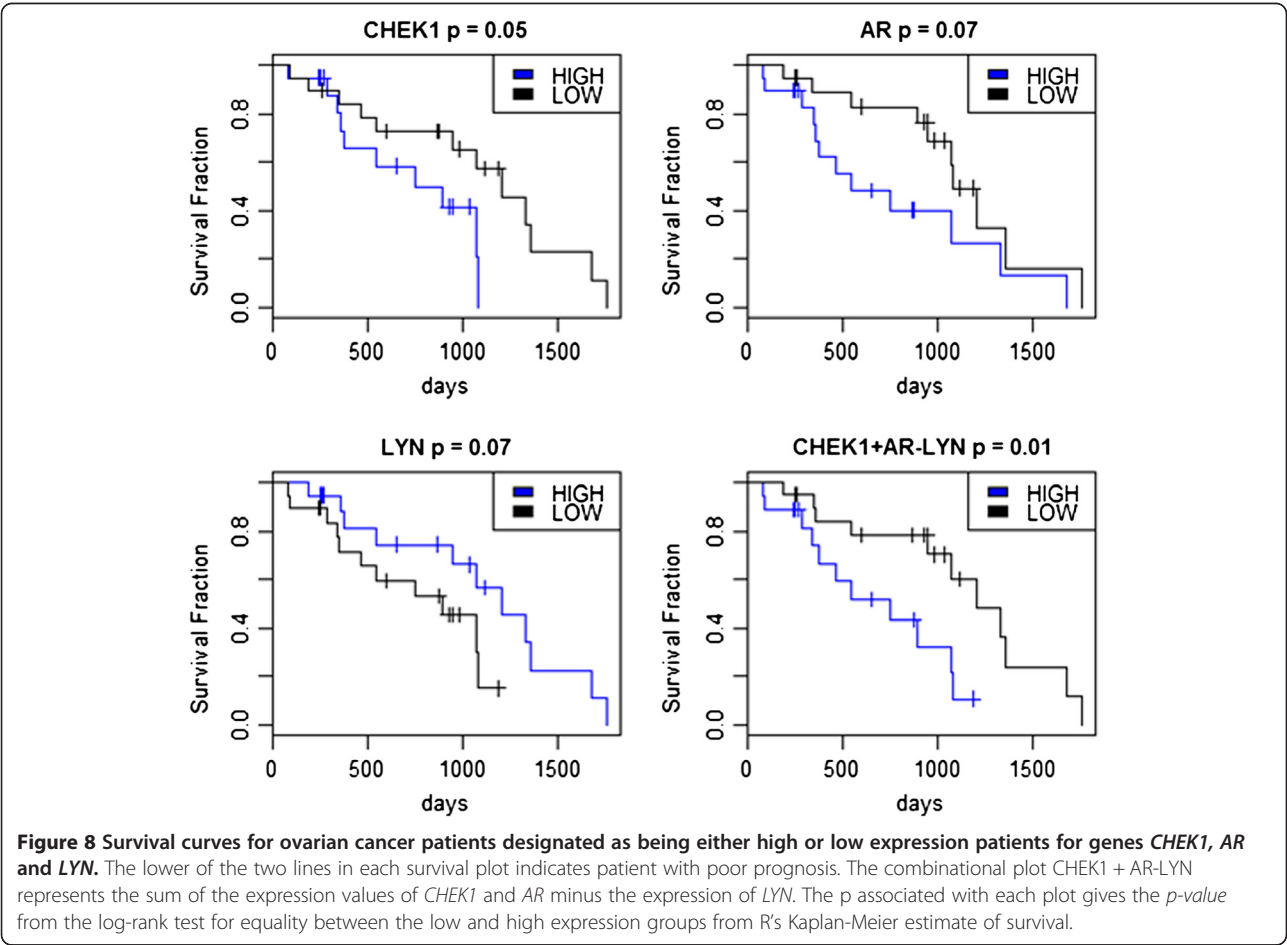 CHEK1 p = 0.05
HIGH
LOW
Survival Fraction
0.0 0.4 0.8
0 500 1000 1500
days
AR p = 0.07
HIGH
LOW
Survival Fraction
0.0 0.4 0.8
0 500 1000 1500
days
LYN p = 0.07
HIGH
LOW
Survival Fraction
0.0 0.4 0.8
0 500 1000 1500
days
CHEK1+AR-LYN p = 0.01
HIGH
LOW
Survival Fraction
0.0 0.4 0.8
0 500 1000 1500
days
Figure 8 Survival curves for ovarian cancer patients designated as being either high or low expression patients for genes CHEK1, AR
and LYN. The lower of the two lines in each survival plot indicates patient with poor prognosis. The combinational plot CHEK1 + AR-LYN
represents the sum of the expression values of CHEK1 and AR minus the expression of LYN. The p associated with each plot gives the p-value
from the log-rank test for equality between the low and high expression groups from R's Kaplan-Meier estimate of survival.